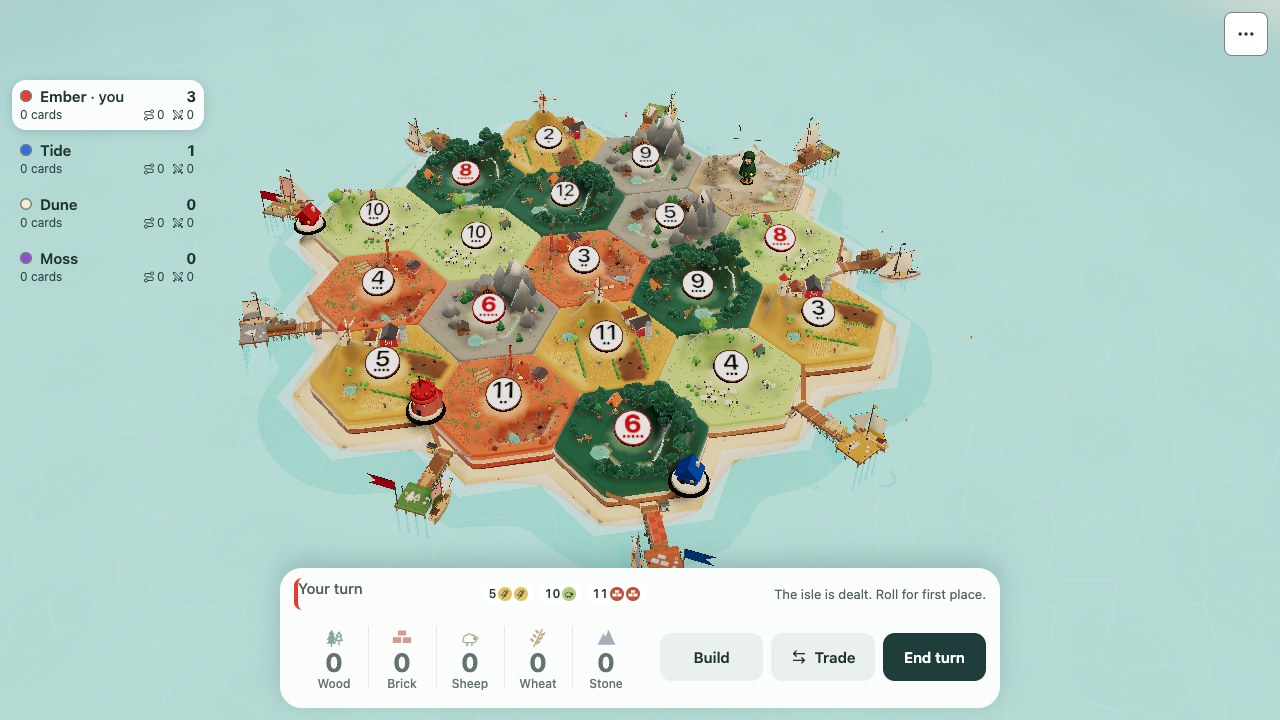 •••
Ember · you 3
0 cards 0 0
Tide 1
0 cards 0 0
Dune 0
0 cards 0 0
Moss 0
0 cards 0 0
2
9
8
12
10
5
10
8
3
4
9
6
3
11
5
4
11
6
Your turn
5 10 11
The isle is dealt. Roll for first place.
0 0 0 0 0
Wood Brick Sheep Wheat Stone
Build Trade End turn